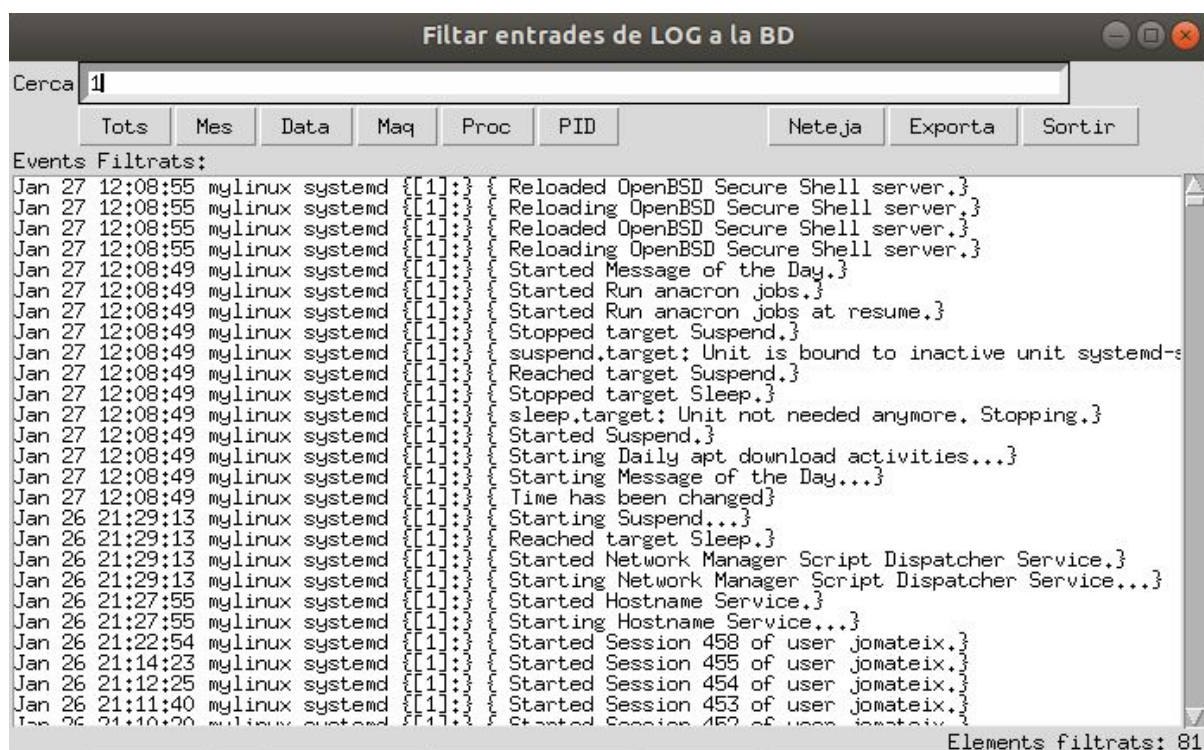 Filtar entrades de LOG a la BD
Cerca 1
Tots Mes Data Maq Proc PID Neteja Exporta Sortir
Events Filtrats:
Jan 27 12:08:55 mylinux systemd {[1]:} { Reloaded OpenBSD Secure Shell server.}
Jan 27 12:08:55 mylinux systemd {[1]:} { Reloading OpenBSD Secure Shell server.}
Jan 27 12:08:55 mylinux systemd {[1]:} { Reloaded OpenBSD Secure Shell server.}
Jan 27 12:08:55 mylinux systemd {[1]:} { Reloading OpenBSD Secure Shell server.}
Jan 27 12:08:49 mylinux systemd {[1]:} { Started Message of the Day.}
Jan 27 12:08:49 mylinux systemd {[1]:} { Started Run anacron jobs.}
Jan 27 12:08:49 mylinux systemd {[1]:} { Started Run anacron jobs at resume.}
Jan 27 12:08:49 mylinux systemd {[1]:} { Stopped target Suspend.}
Jan 27 12:08:49 mylinux systemd {[1]:} { suspend.target: Unit is bound to inactive unit systemd-s
Jan 27 12:08:49 mylinux systemd {[1]:} { Reached target Suspend.}
Jan 27 12:08:49 mylinux systemd {[1]:} { Stopped target Sleep.}
Jan 27 12:08:49 mylinux systemd {[1]:} { sleep.target: Unit not needed anymore. Stopping.}
Jan 27 12:08:49 mylinux systemd {[1]:} { Started Suspend.}
Jan 27 12:08:49 mylinux systemd {[1]:} { Starting Daily apt download activities...}
Jan 27 12:08:49 mylinux systemd {[1]:} { Starting Message of the Day...}
Jan 27 12:08:49 mylinux systemd {[1]:} { Time has been changed}
Jan 26 21:29:13 mylinux systemd {[1]:} { Starting Suspend...}
Jan 26 21:29:13 mylinux systemd {[1]:} { Reached target Sleep.}
Jan 26 21:29:13 mylinux systemd {[1]:} { Started Network Manager Script Dispatcher Service.}
Jan 26 21:29:13 mylinux systemd {[1]:} { Starting Network Manager Script Dispatcher Service...}
Jan 26 21:27:55 mylinux systemd {[1]:} { Started Hostname Service.}
Jan 26 21:27:55 mylinux systemd {[1]:} { Starting Hostname Service...}
Jan 26 21:22:54 mylinux systemd {[1]:} { Started Session 458 of user jomateix.}
Jan 26 21:14:23 mylinux systemd {[1]:} { Started Session 455 of user jomateix.}
Jan 26 21:12:25 mylinux systemd {[1]:} { Started Session 454 of user jomateix.}
Jan 26 21:11:40 mylinux systemd {[1]:} { Started Session 453 of user jomateix.}
Jan 26 21:10:20 mylinux systemd {[1]:} { Started Session 452 of user jomateix.}
Elements filtrats: 81